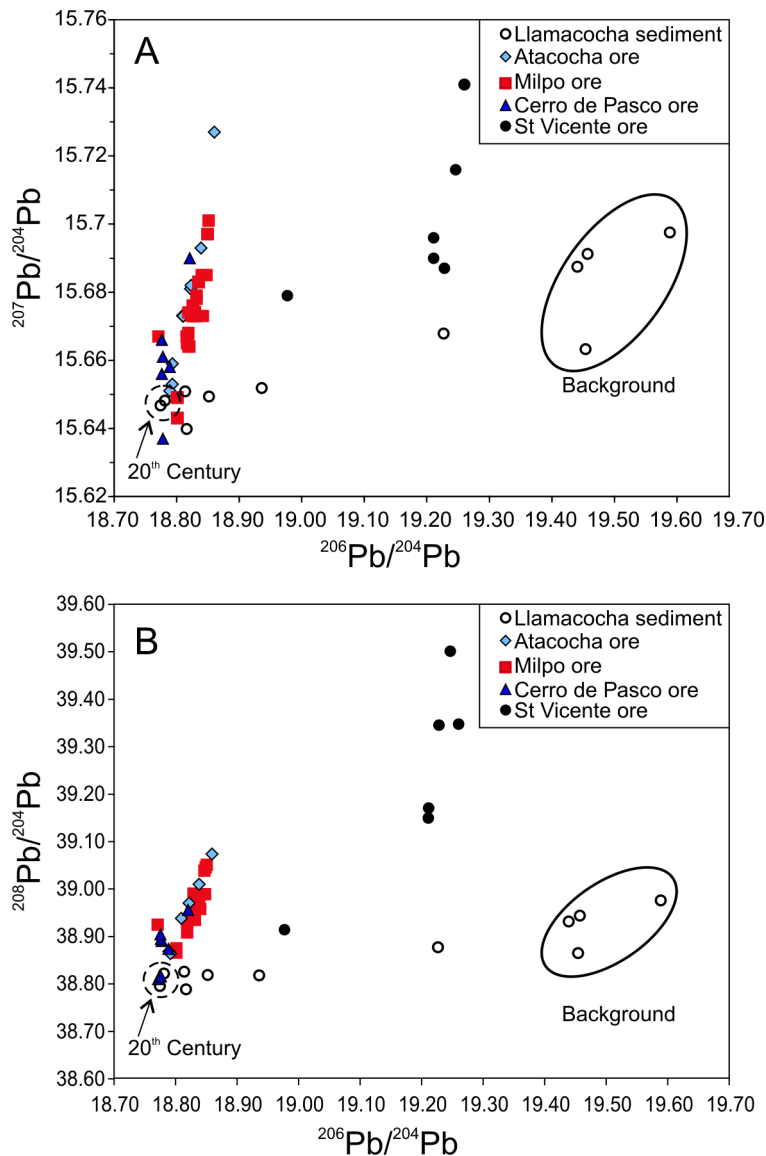 A
Llamacocha sediment
Atacocha ore
Milpo ore
Cerro de Pasco ore
St Vicente ore
15.76
15.74
15.72
15.7
15.68
15.66
15.64
15.62
²⁰⁷Pb/²⁰⁴Pb
Background
20th Century
18.70 18.80 18.90 19.00 19.10 19.20 19.30 19.40 19.50 19.60 19.70
²⁰⁶Pb/²⁰⁴Pb
B
Llamacocha sediment
Atacocha ore
Milpo ore
Cerro de Pasco ore
St Vicente ore
39.60
39.50
39.40
39.30
39.20
39.10
39.00
38.90
38.80
38.70
38.60
²⁰⁸Pb/²⁰⁴Pb
Background
20th Century
18.70 18.80 18.90 19.00 19.10 19.20 19.30 19.40 19.50 19.60 19.70
²⁰⁶Pb/²⁰⁴Pb